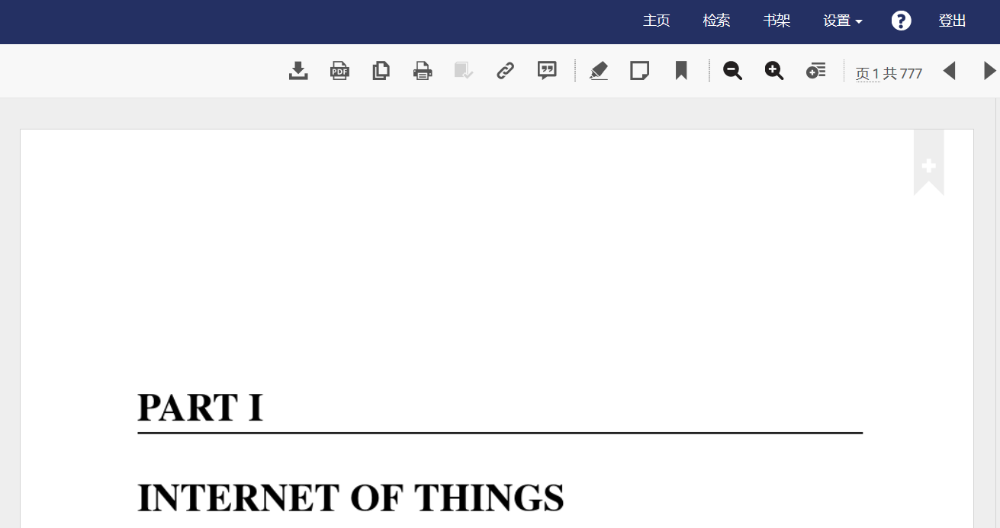 主页 检索 书架 设置 ? 登出
PDF 页 1 共 777
PART I
INTERNET OF THINGS